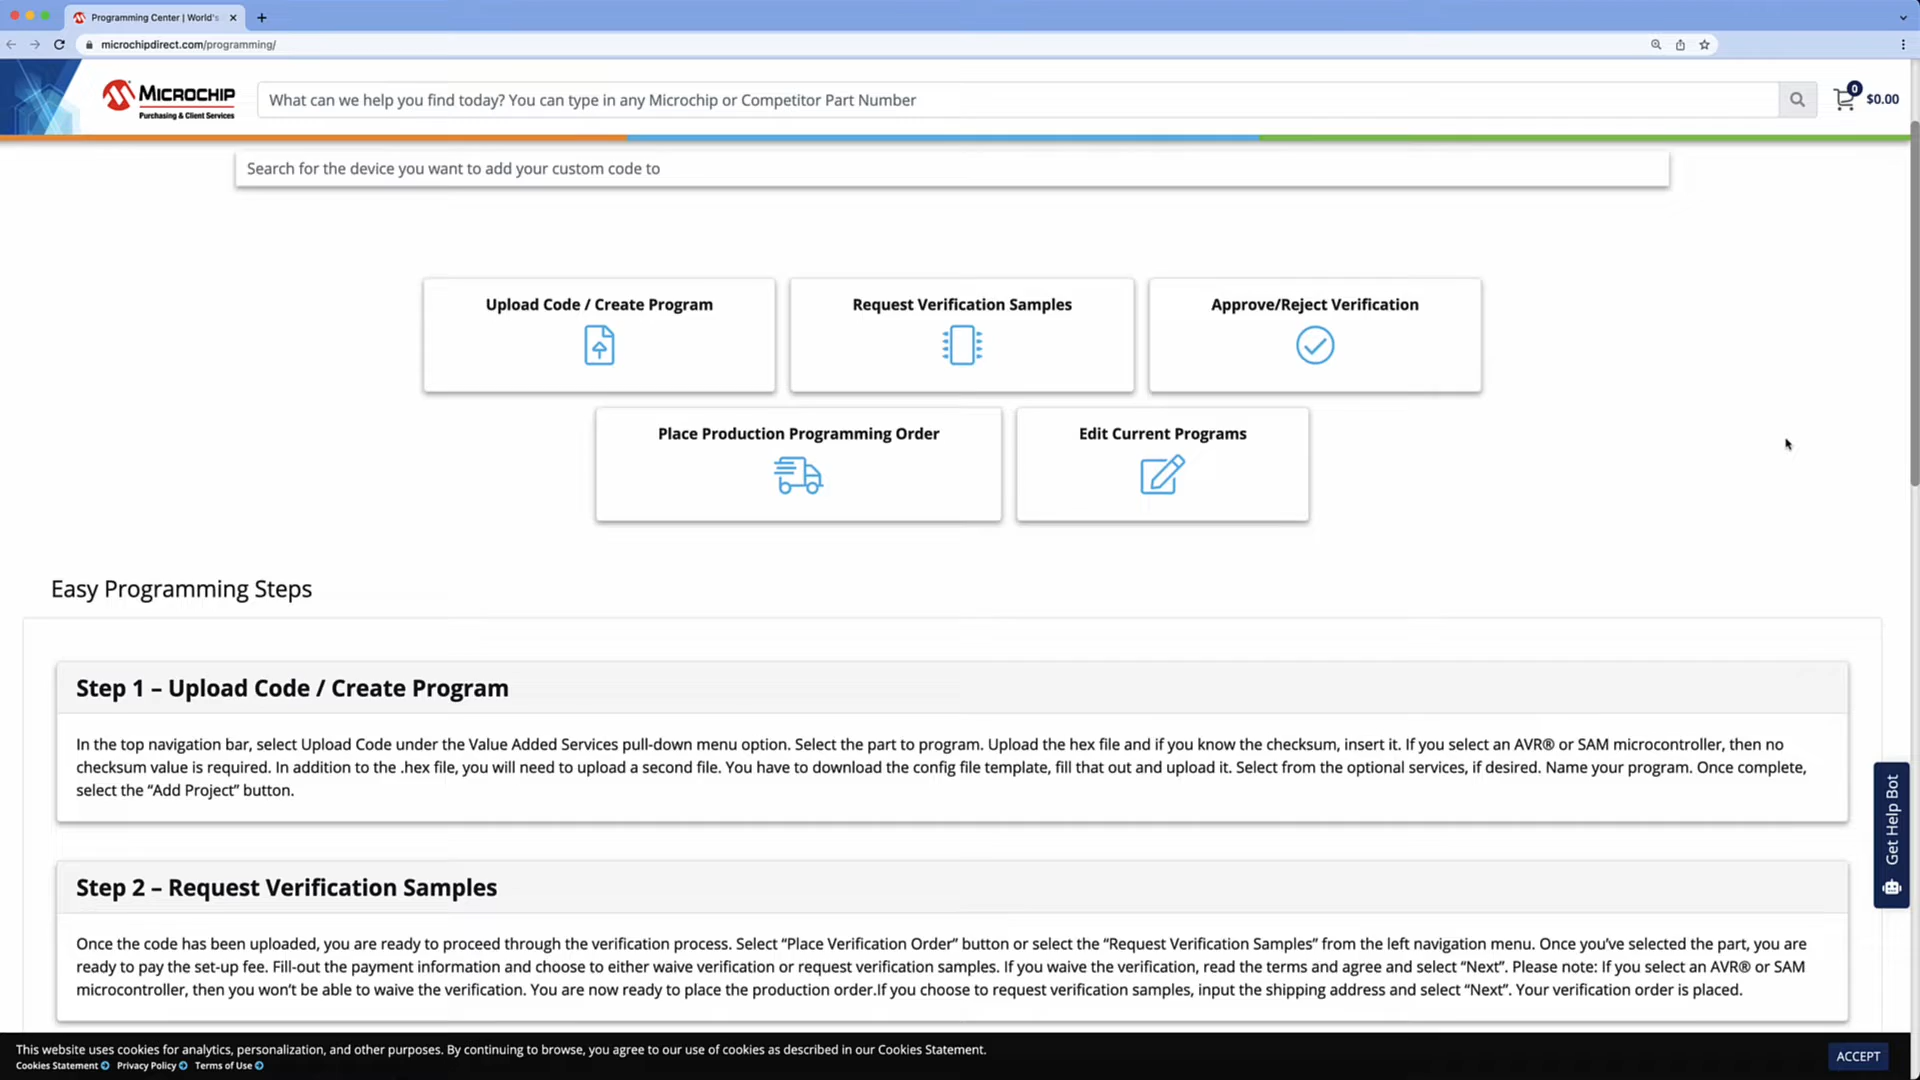 Programming Center | World's
microchipdirect.com/programming/
MICROCHIP
Purchasing & Client Services
What can we help you find today? You can type in any Microchip or Competitor Part Number
0
$0.00
Search for the device you want to add your custom code to
Upload Code / Create Program
Request Verification Samples
Approve/Reject Verification
Place Production Programming Order
Edit Current Programs
Easy Programming Steps
Step 1 – Upload Code / Create Program
In the top navigation bar, select Upload Code under the Value Added Services pull-down menu option. Select the part to program. Upload the hex file and if you know the checksum, insert it. If you select an AVR® or SAM microcontroller, then no
checksum value is required. In addition to the .hex file, you will need to upload a second file. You have to download the config file template, fill that out and upload it. Select from the optional services, if desired. Name your program. Once complete,
select the “Add Project” button.
Step 2 – Request Verification Samples
Once the code has been uploaded, you are ready to proceed through the verification process. Select “Place Verification Order” button or select the “Request Verification Samples” from the left navigation menu. Once you’ve selected the part, you are
ready to pay the set-up fee. Fill-out the payment information and choose to either waive verification or request verification samples. If you waive the verification, read the terms and agree and select “Next”. Please note: If you select an AVR® or SAM
microcontroller, then you won’t be able to waive the verification. You are now ready to place the production order.If you choose to request verification samples, input the shipping address and select “Next”. Your verification order is placed.
Get Help Bot
This website uses cookies for analytics, personalization, and other purposes. By continuing to browse, you agree to our use of cookies as described in our Cookies Statement.
Cookies Statement Privacy Policy Terms of Use
ACCEPT